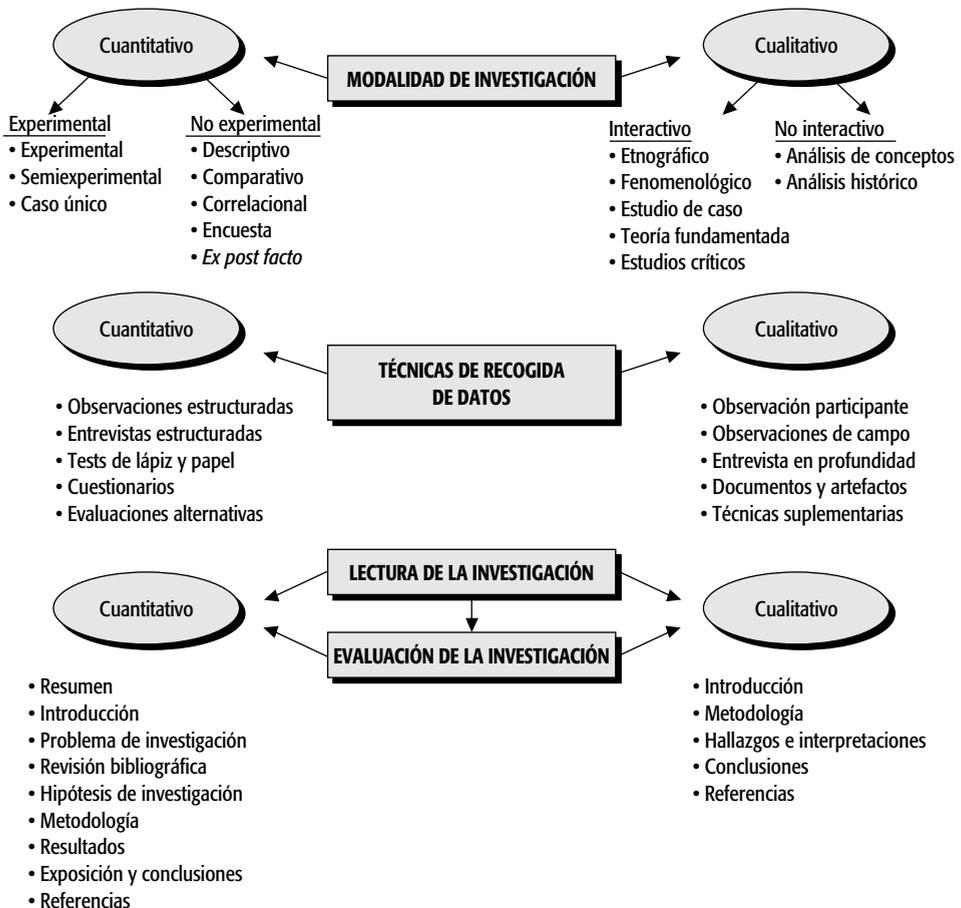 Cuantitativo
MODALIDAD DE INVESTIGACIÓN
Cualitativo
Experimental
• Experimental
• Semiexperimental
• Caso único
No experimental
• Descriptivo
• Comparativo
• Correlacional
• Encuesta
• Ex post facto
Interactivo
• Etnográfico
• Fenomenológico
• Estudio de caso
• Teoría fundamentada
• Estudios críticos
No interactivo
• Análisis de conceptos
• Análisis histórico
Cuantitativo
TÉCNICAS DE RECOGIDA
DE DATOS
Cualitativo
• Observaciones estructuradas
• Entrevistas estructuradas
• Tests de lápiz y papel
• Cuestionarios
• Evaluaciones alternativas
• Observación participante
• Observaciones de campo
• Entrevista en profundidad
• Documentos y artefactos
• Técnicas suplementarias
LECTURA DE LA INVESTIGACIÓN
Cuantitativo
Cualitativo
EVALUACIÓN DE LA INVESTIGACIÓN
• Resumen
• Introducción
• Problema de investigación
• Revisión bibliográfica
• Hipótesis de investigación
• Metodología
• Resultados
• Exposición y conclusiones
• Referencias
• Introducción
• Metodología
• Hallazgos e interpretaciones
• Conclusiones
• Referencias